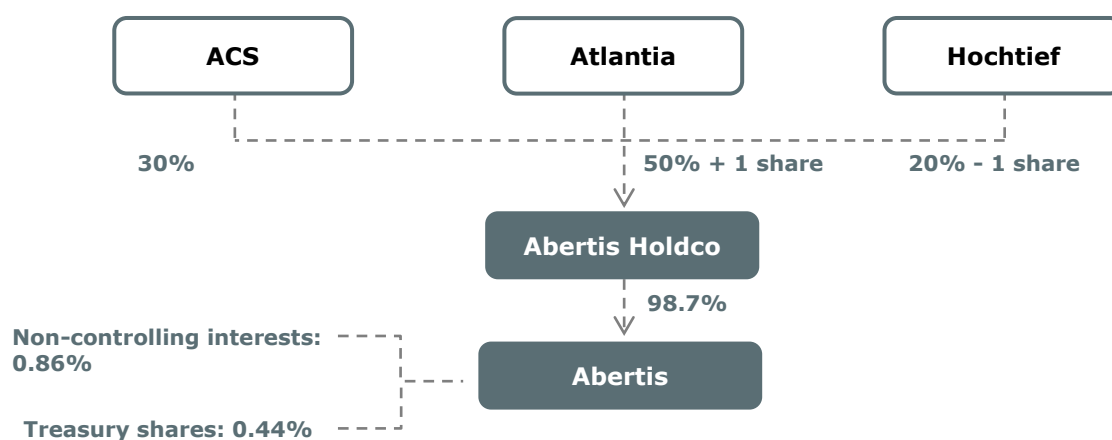 ACS
Atlantia
Hochtief
30%
50% + 1 share
20% - 1 share
Abertis Holdco
98.7%
Non-controlling interests:
0.86%
Abertis
Treasury shares: 0.44%